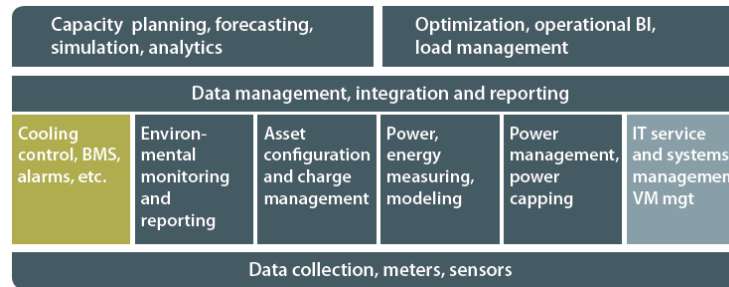 Capacity planning, forecasting,
simulation, analytics
Optimization, operational BI,
load management
Data management, integration and reporting
Cooling
control, BMS,
alarms, etc.
Environ-
mental
monitoring
and
reporting
Asset
configuration
and charge
management
Power,
energy
measuring,
modeling
Power
management,
power
capping
IT service
and systems
managemen
VM mgt
Data collection, meters, sensors